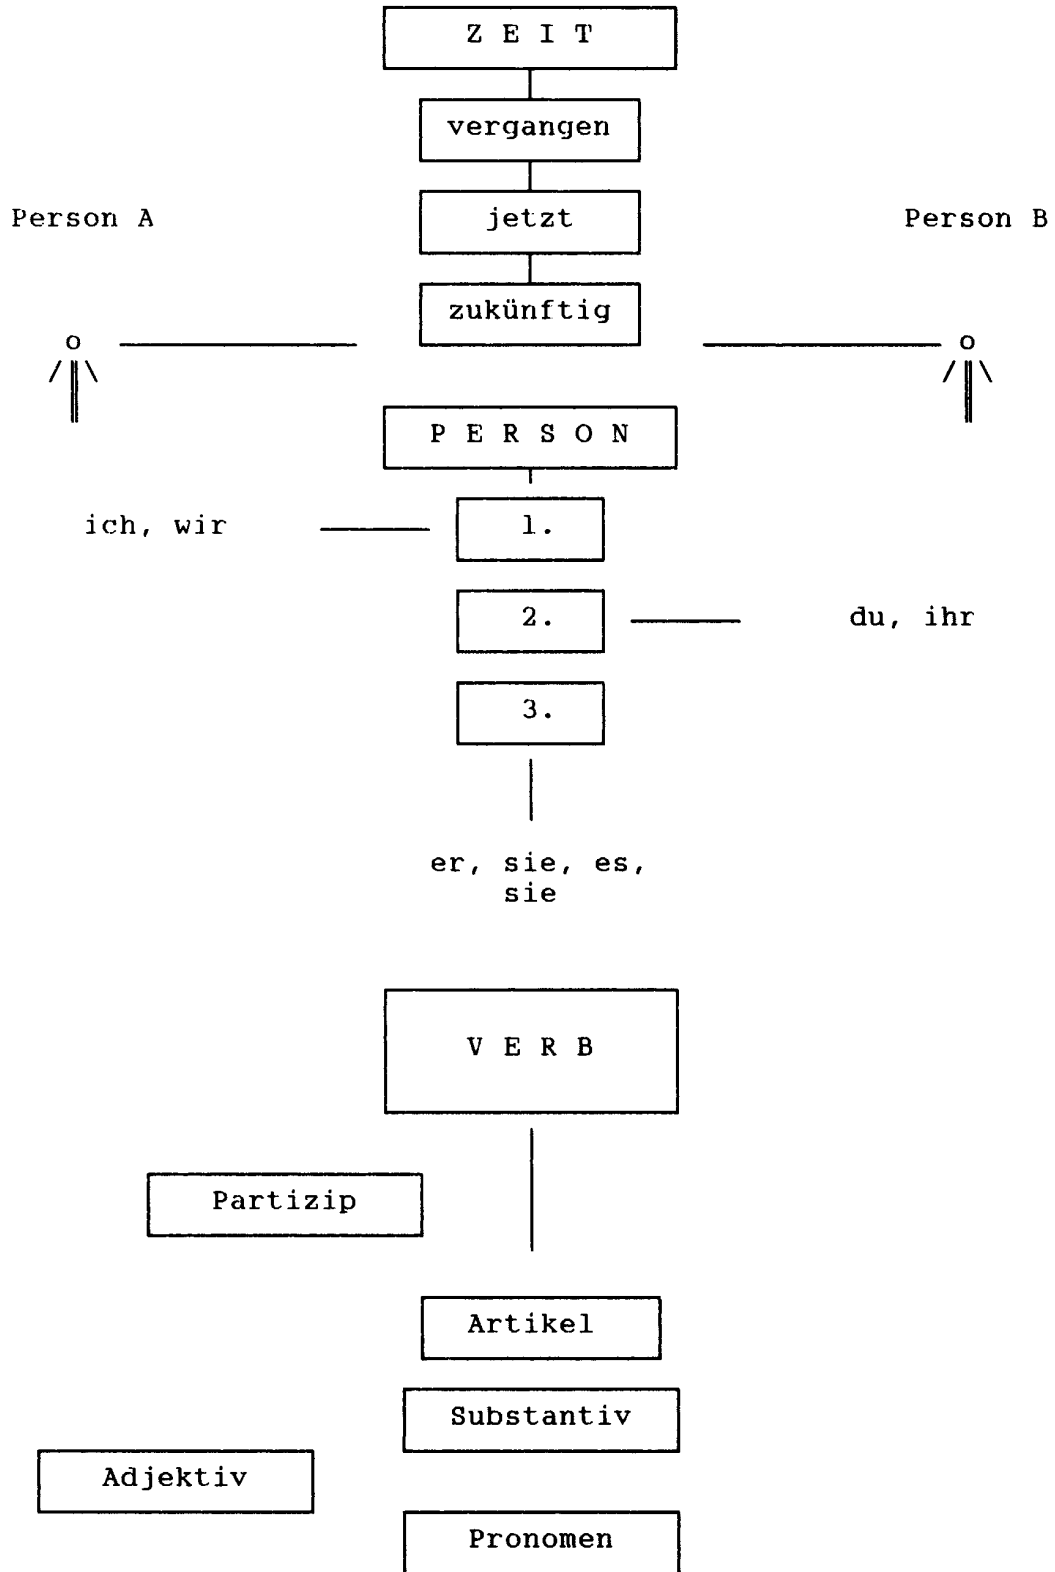 Z E I T
vergangen
Person A jetzt Person B
zukünftig
P E R S O N
ich, wir 1.
2. du, ihr
3.
er, sie, es,
sie
V E R B
Partizip
Artikel
Substantiv
Adjektiv
Pronomen